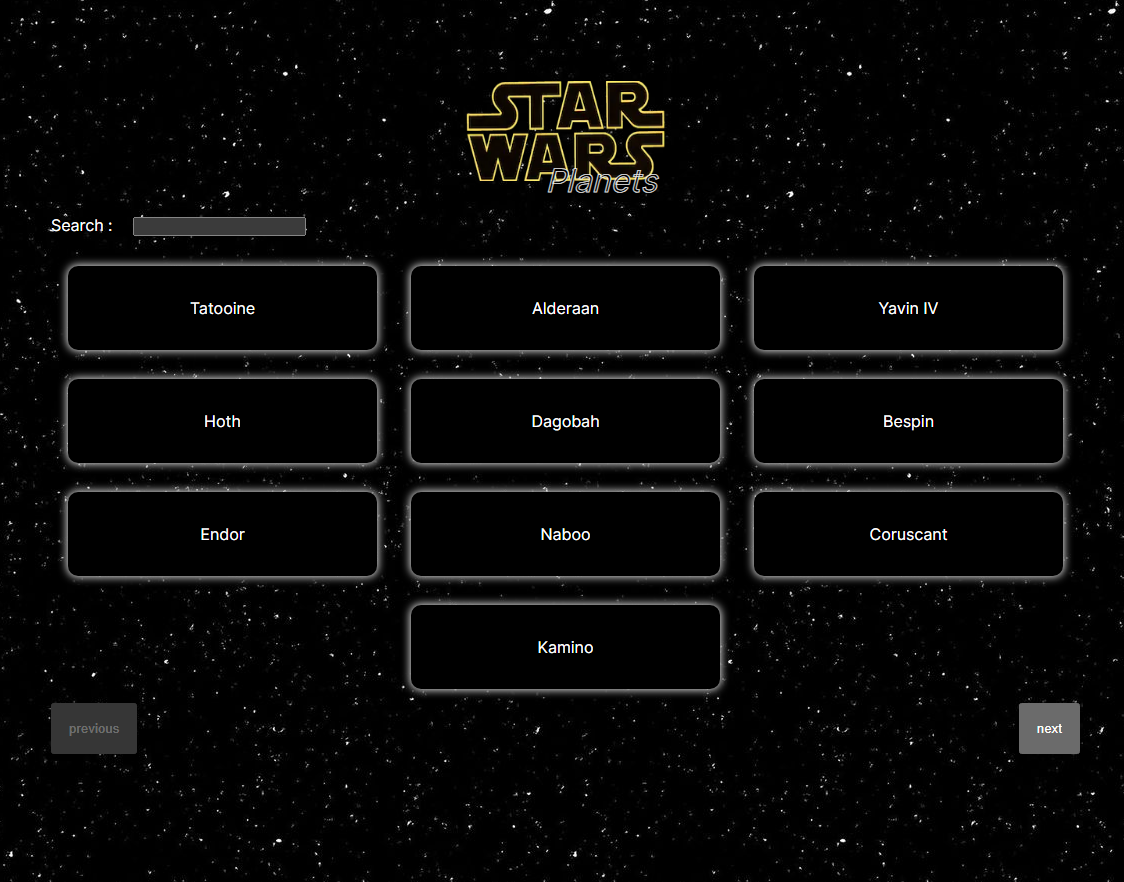 STAR
WARS
Planets
Search :
Tatooine
Alderaan
Yavin IV
Hoth
Dagobah
Bespin
Endor
Naboo
Coruscant
Kamino
previous
next